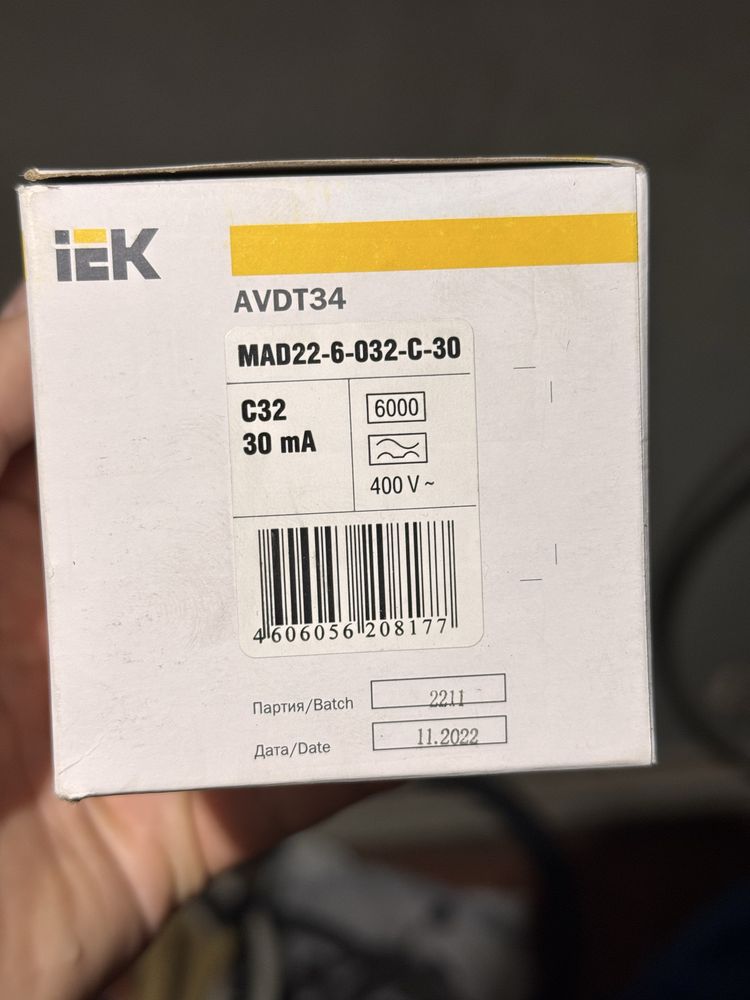 iEK
AVDT34
MAD22-6-032-C-30
C32
30 mA
6000
400 V ~
4 606056 208177
Партия/Batch 2211
Дата/Date 11.2022